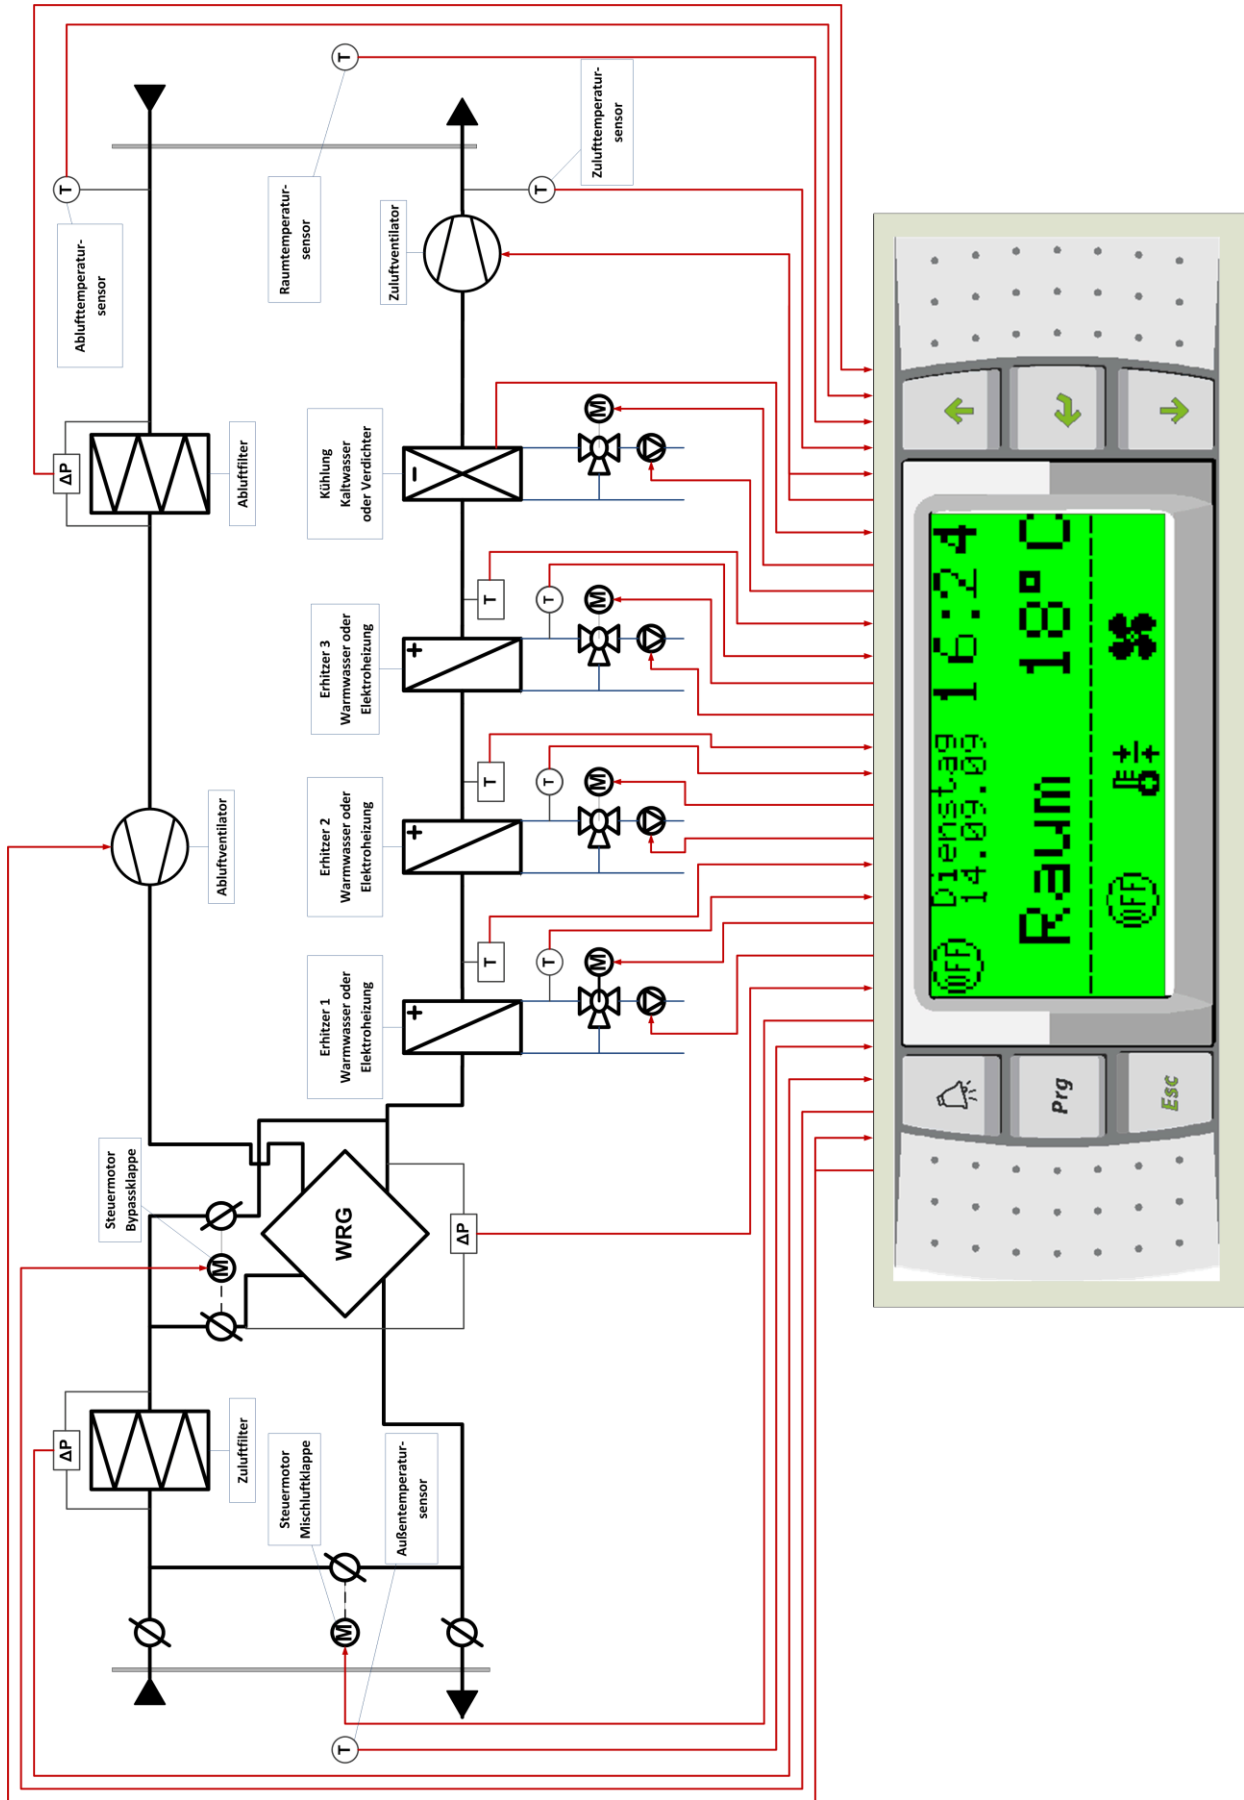 T
Ablufttemperatur-
sensor
ΔP
Abluftfilter
Abluftventilator
Steuermotor
Bypassklappe
M
ΔP
Zuluftfilter
T
Raumtemperatur-
sensor
WRG
ΔP
Steuermotor
Mischluftklappe
M
T
Außentemperatur-
sensor
Erhitzer 1
Warmwasser oder
Elektroheizung
+
T
T
M
Erhitzer 2
Warmwasser oder
Elektroheizung
+
T
T
M
Erhitzer 3
Warmwasser oder
Elektroheizung
+
T
T
M
Kühlung
Kaltwasser
oder Verdichter
-
M
Zuluftventilator
T
Zulufttemperatur-
sensor
OFF
Dienstag
14.09.09
16:24
Raum 18°C
OFF
Prg
Esc